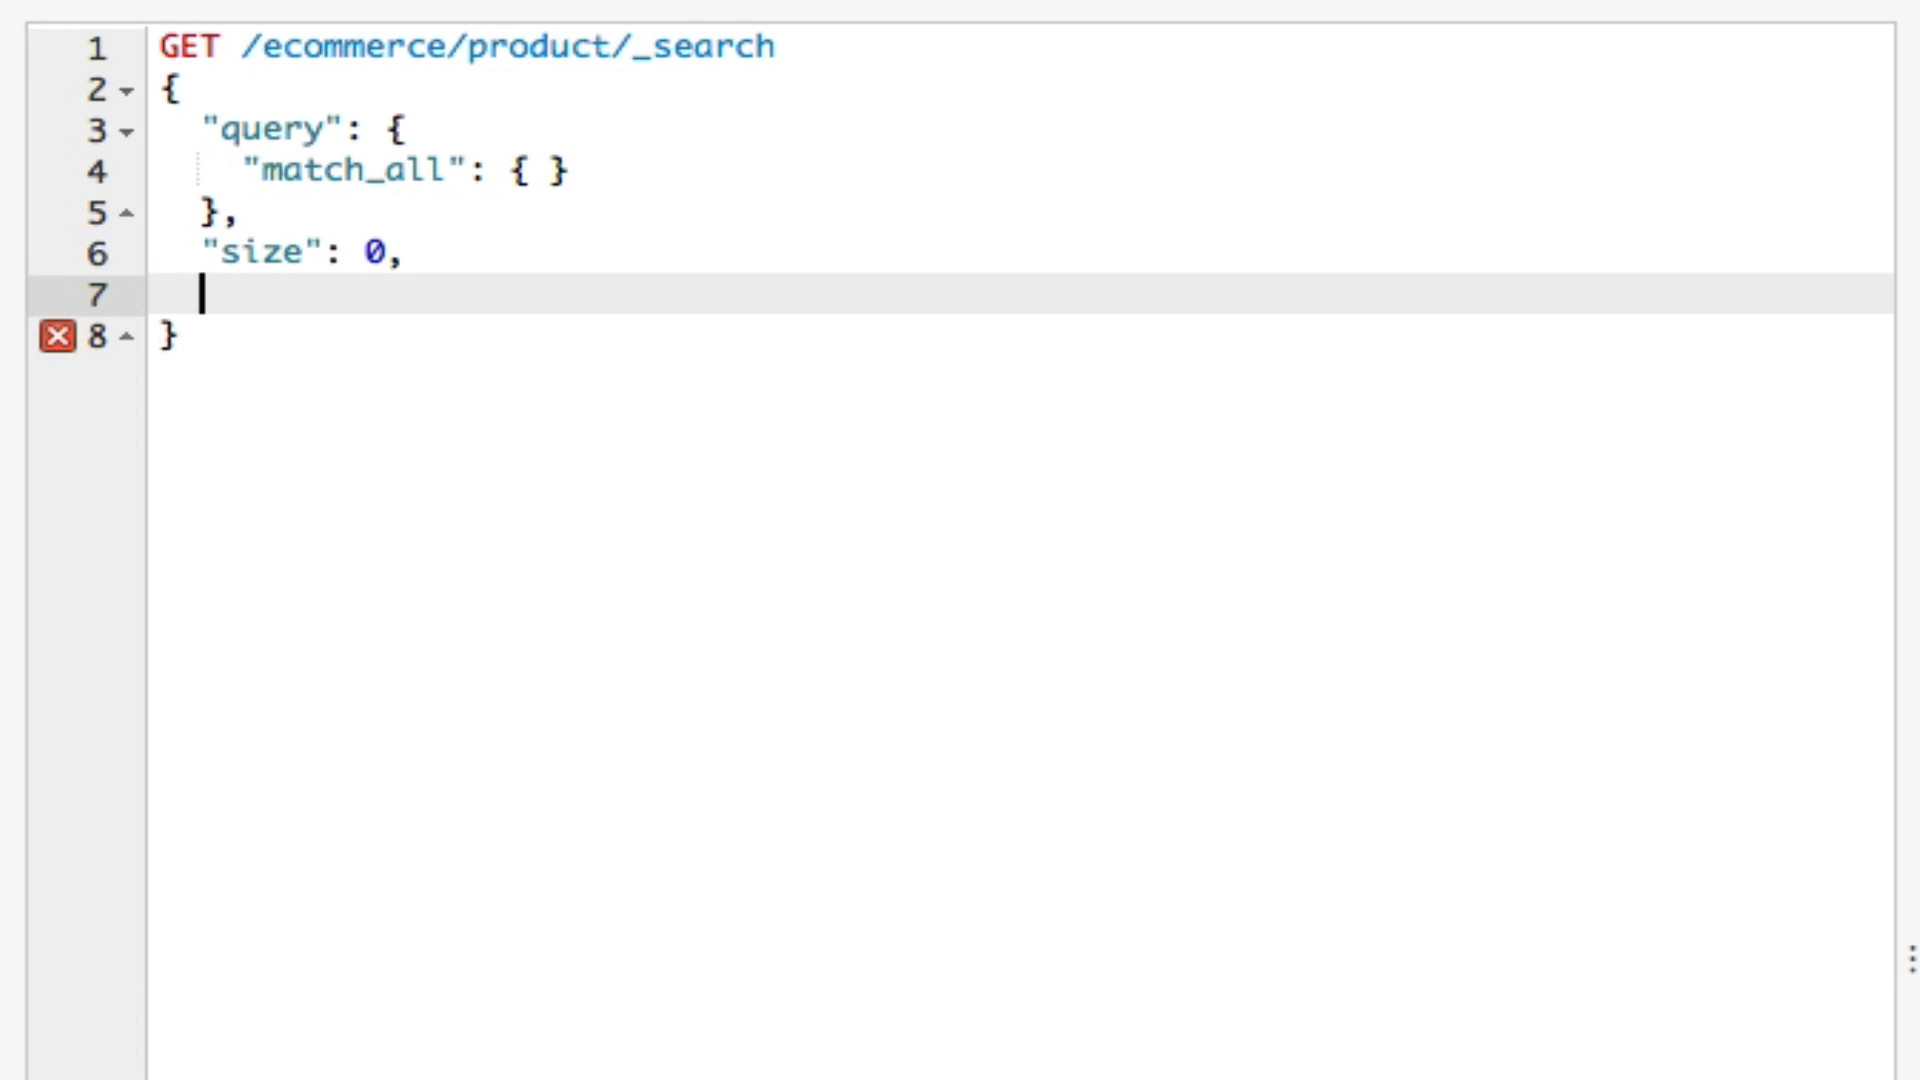 1 GET /ecommerce/product/_search
2 {
3 "query": {
4 "match_all": { }
5 },
6 "size": 0,
7
8 }